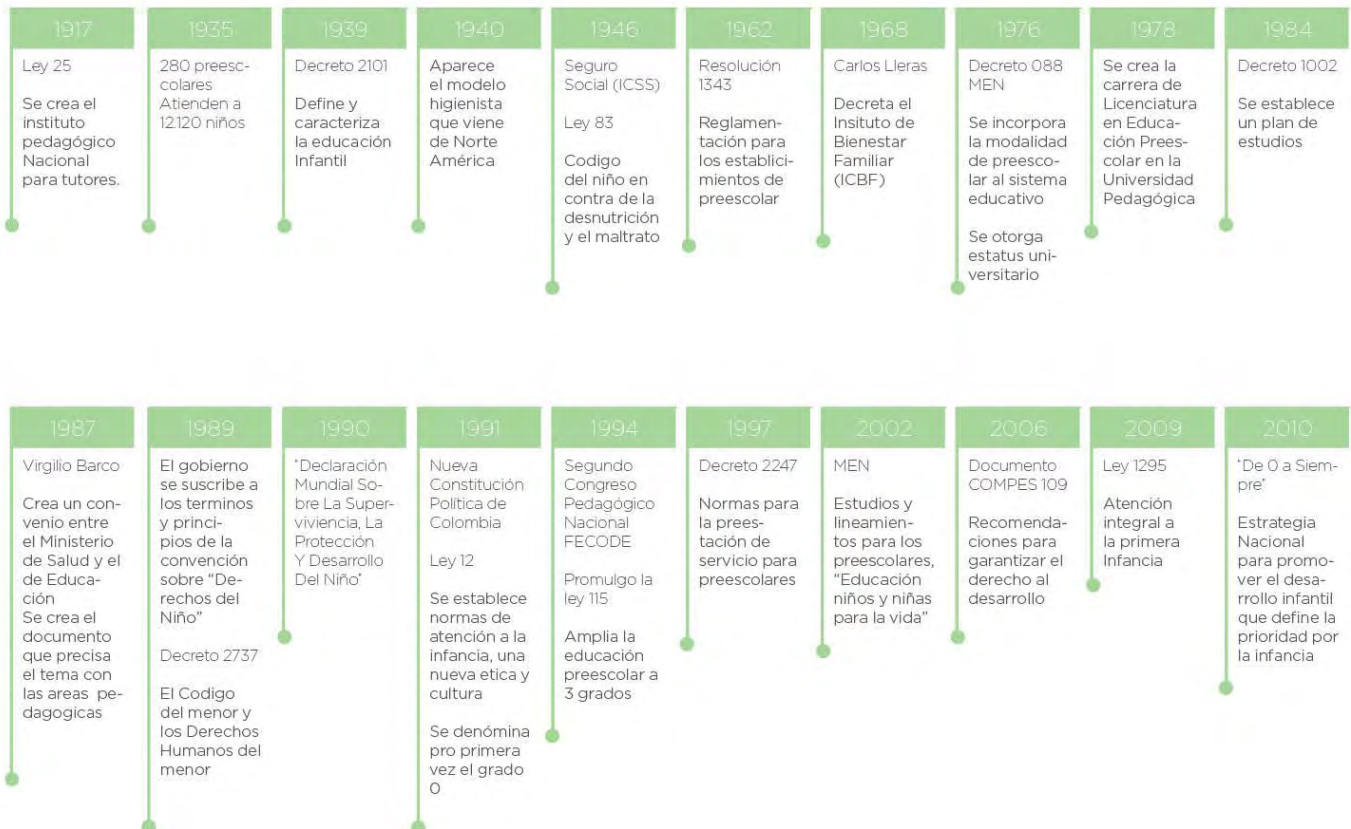 1917
Ley 25
Se crea el
instituto
pedagógico
Nacional
para tutores.
1935
280 preesc-
colares
Atienden a
12.120 niños
1939
Decreto 2101
Define y
caracteriza
la educación
Infantil
1940
Aparece
el modelo
higienista
que viene
de Norte
América
1946
Seguro
Social (ICSS)
Ley 83
Codigo
del niño en
contra de la
desnutrición
y el maltrato
1962
Resolución
1343
Reglamen-
tación para
los establici-
mientos de
preescolar
1968
Carlos Lleras
Decreta el
Insituto de
Bienestar
Familiar
(ICBF)
1976
Decreto 088
MEN
Se incorpora
la modalidad
de preesco-
lar al sistema
educativo
Se otorga
estatus uni-
versitario
1978
Se crea la
carrera de
Licenciatura
en Educa-
ción Prees-
colar en la
Universidad
Pedagógica
1984
Decreto 1002
Se establece
un plan de
estudios
1987
Virgilio Barco
Crea un con-
venio entre
el Ministerio
de Salud y el
de Educa-
ción
Se crea el
documento
que precisa
el tema con
las areas pe-
dagogicas
1989
El gobierno
se suscribe a
los terminos
y princi-
pios de la
convención
sobre "De-
rechos del
Niño"
Decreto 2737
El Codigo
del menor y
los Derechos
Humanos del
menor
1990
"Declaración
Mundial So-
bre La Super-
viviencia, La
Protección
Y Desarrollo
Del Niño"
1991
Nueva
Constitución
Política de
Colombia
Ley 12
Se establece
normas de
atención a la
infancia, una
nueva etica y
cultura
Se denómina
pro primera
vez el grado
0
1994
Segundo
Congreso
Pedagógico
Nacional
FECODE
Promulgo la
ley 115
Amplia la
educación
preescolar a
3 grados
1997
Decreto 2247
Normas para
la prees-
tación de
servicio para
preescolares
2002
MEN
Estudios y
lineamien-
tos para los
preescolares,
"Educación
niños y niñas
para la vida"
2006
Documento
COMPES 109
Recomenda-
ciones para
garantizar el
derecho al
desarrollo
2009
Ley 1295
Atención
integral a
la primera
Infancia
2010
"De 0 a Siem-
pre"
Estrategia
Nacional
para promo-
ver el desa-
rrollo infantil
que define la
prioridad por
la infancia